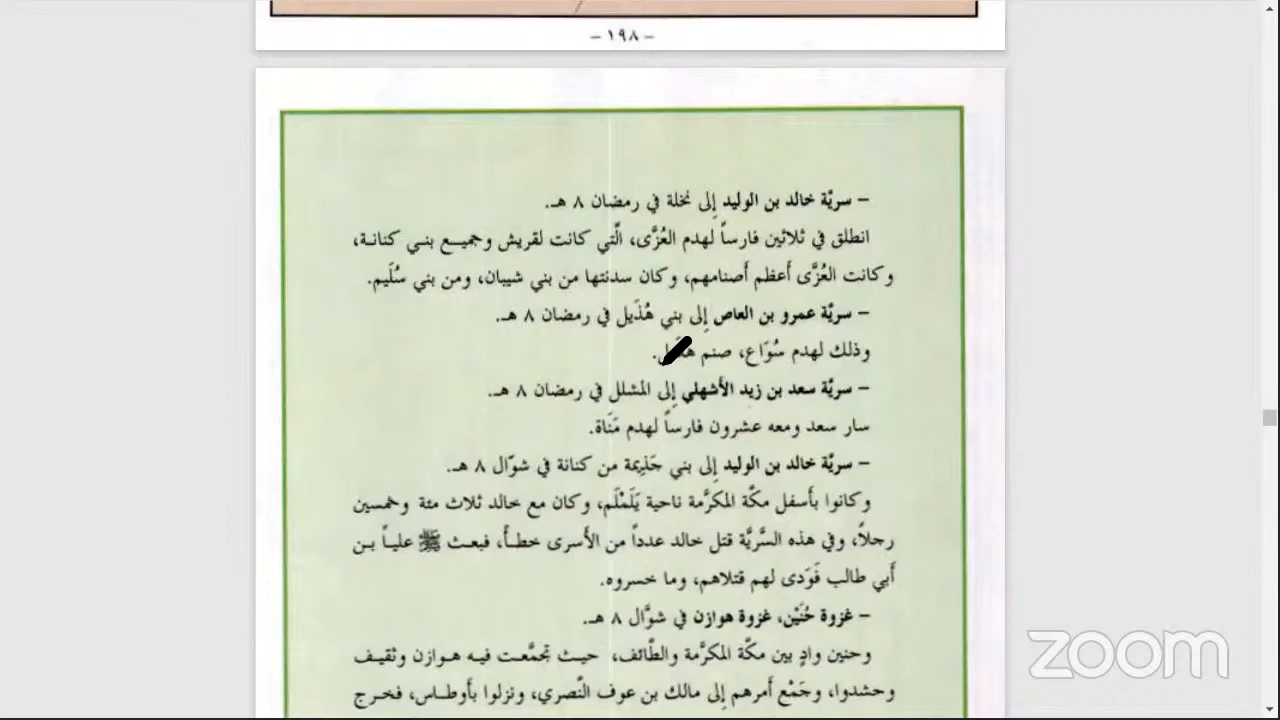 – ١٩٨ –
– سريَّة خالد بن الوليد إلى نخلة في رمضان ٨ هـ.
انطلق في ثلاثين فارساً لهدم العُزَّى، الَّتي كانت لقريش وجميع بني كنانة،
وكانت العُزَّى أعظم أصنامهم، وكان سدنتها من بني شيبان، ومن بني سُلَيم.
– سريَّة عمرو بن العاص إلى بني هُذَيل في رمضان ٨ هـ.
وذلك لهدم سُوَاع، صنم
– سريَّة سعد بن زيد الأشهلي إلى المشلل في رمضان ٨ هـ.
سار سعد ومعه عشرون فارساً لهدم مَنَاة.
– سريَّة خالد بن الوليد إلى بني جَذِيمة من كنانة في شوّال ٨ هـ.
وكانوا بأسفل مكّة المكرَّمة ناحية يَلَمْلَم، وكان مع خالد ثلاث مئة وخمسين
رجلاً، وفي هذه السَّريَّة قتل خالد عدداً من الأسرى خطأً، فبعث ﷺ علياً بن
أبي طالب فَوَدى لهم قتلاهم، وما خسروه.
– غزوة حُنَيْن، غزوة هوازن في شوَّال ٨ هـ.
وحنين وادٍ بين مكّة المكرَّمة والطّائف، حيث تجمَّعت فيه هوازن وثقيف
وحشدوا، وجَمْع أمرهم إلى مالك بن عوف النَّصري، ونزلوا بأوطاس، فخرج
zoom